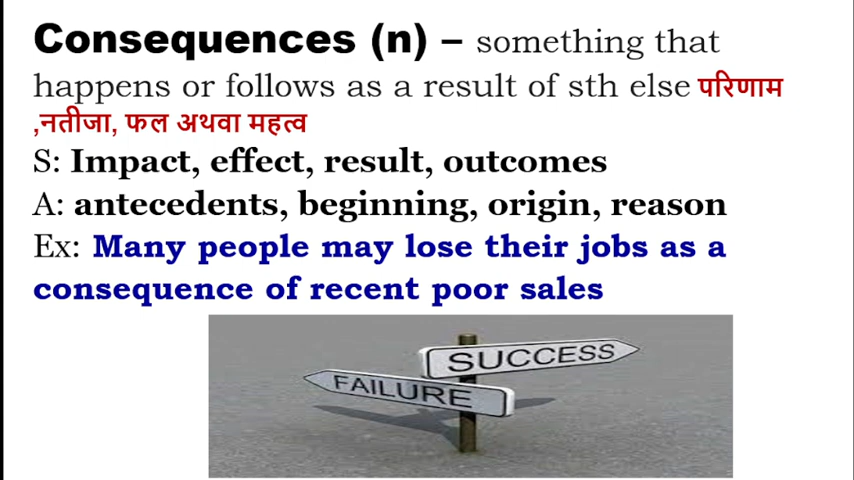 Consequences (n) – something that
happens or follows as a result of sth else परिणाम
,नतीजा, फल अथवा महत्व
S: Impact, effect, result, outcomes
A: antecedents, beginning, origin, reason
Ex: Many people may lose their jobs as a
consequence of recent poor sales
SUCCESS
FAILURE